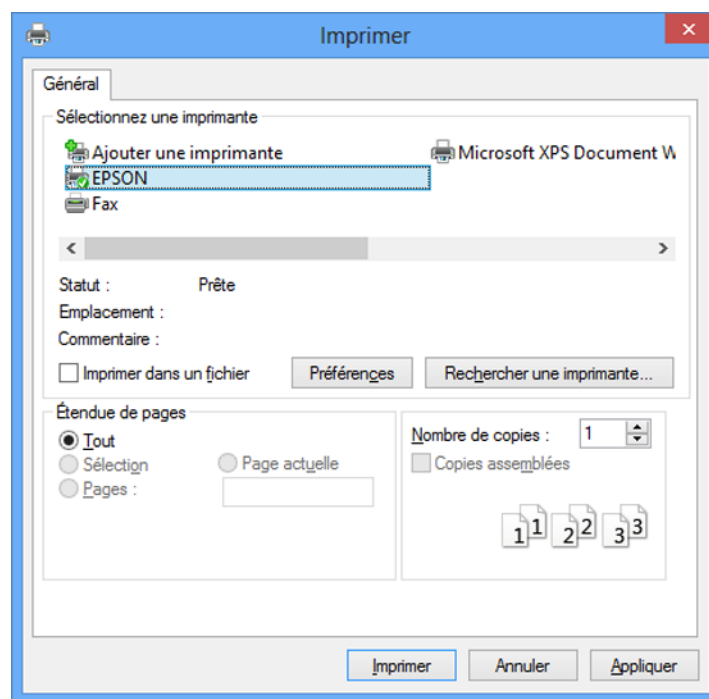 Imprimer
Général
Sélectionnez une imprimante
Ajouter une imprimante
Microsoft XPS Document W
EPSON
Fax
Statut : Prête
Emplacement :
Commentaire :
Imprimer dans un fichier
Préférences
Rechercher une imprimante...
Étendue de pages
Tout
Sélection
Page actuelle
Pages :
Nombre de copies : 1
Copies assemblées
1 1 2 2 3 3
Imprimer
Annuler
Appliquer